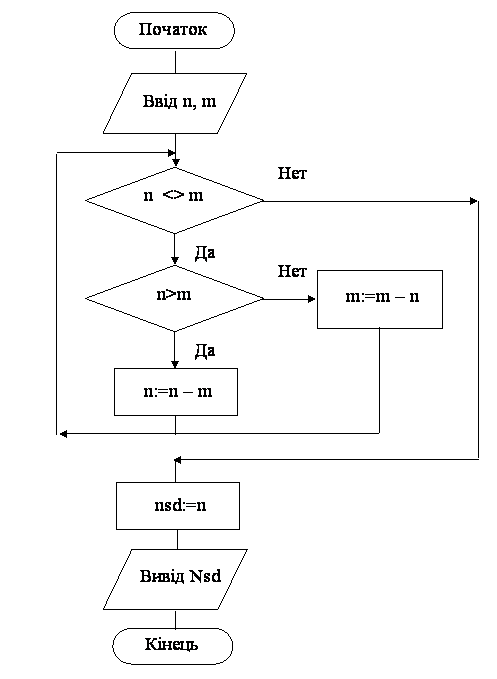 Початок
Ввід n, m
Нет
n <> m
Да
Нет
n>m
m:=m – n
Да
n:=n – m
nsd:=n
Вивід Nsd
Кінець